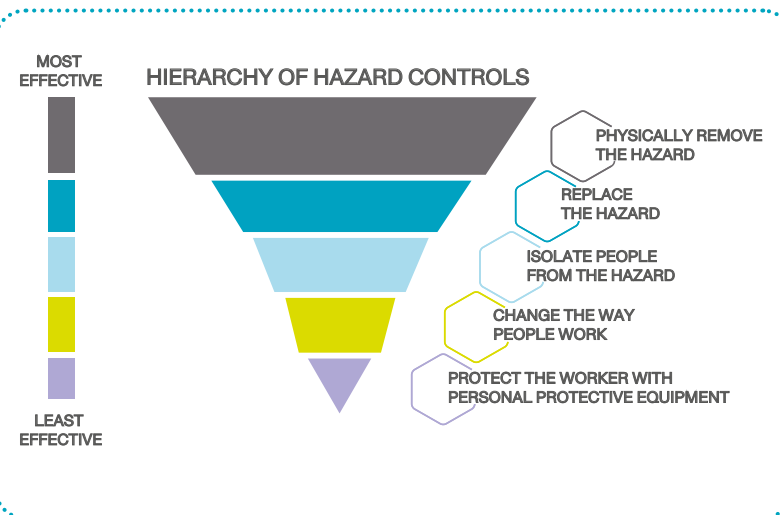 MOST
EFFECTIVE
HIERARCHY OF HAZARD CONTROLS
PHYSICALLY REMOVE
THE HAZARD
REPLACE
THE HAZARD
ISOLATE PEOPLE
FROM THE HAZARD
CHANGE THE WAY
PEOPLE WORK
PROTECT THE WORKER WITH
PERSONAL PROTECTIVE EQUIPMENT
LEAST
EFFECTIVE